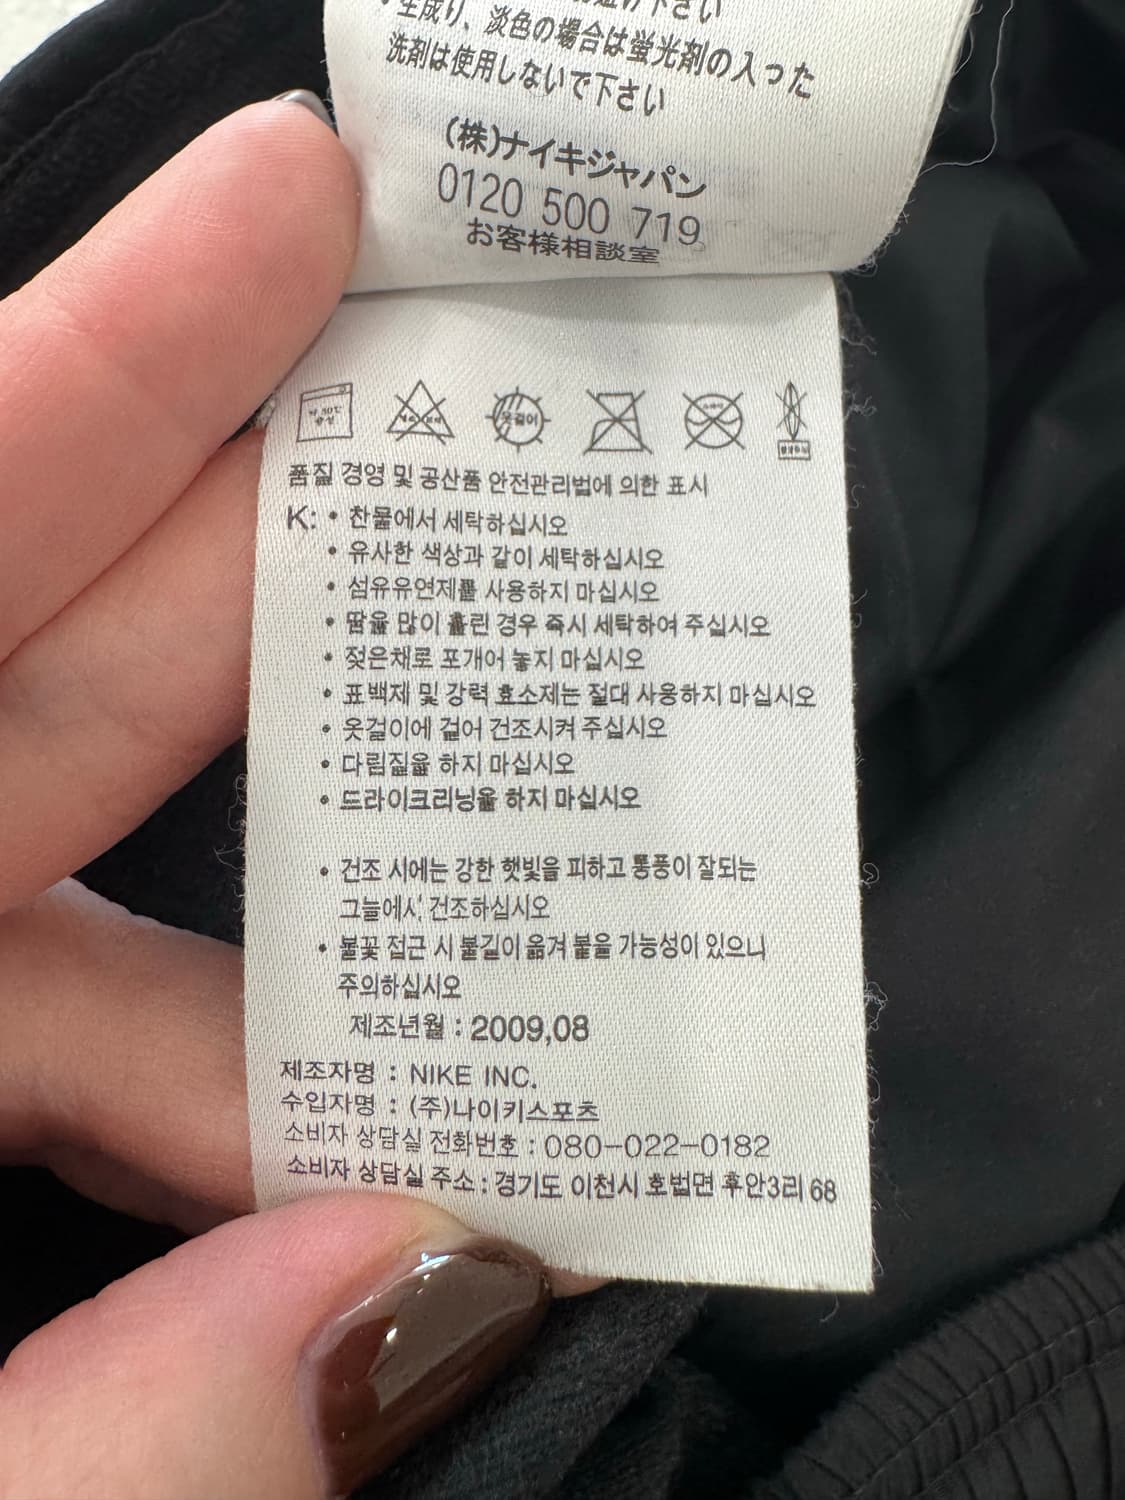 下さい
・生成り、淡色の場合は蛍光剤の入った
洗剤は使用しないで下さい
(株)ナイキジャパン
0120 500 719
お客様相談室
약 30℃
중성
옷걸이
품질 경영 및 공산품 안전관리법에 의한 표시
K: • 찬물에서 세탁하십시오
• 유사한 색상과 같이 세탁하십시오
• 섬유유연제를 사용하지 마십시오
• 땀을 많이 흘린 경우 즉시 세탁하여 주십시오
• 젖은채로 포개어 놓지 마십시오
• 표백제 및 강력 효소제는 절대 사용하지 마십시오
• 옷걸이에 걸어 건조시켜 주십시오
• 다림질을 하지 마십시오
• 드라이크리닝을 하지 마십시오
• 건조 시에는 강한 햇빛을 피하고 통풍이 잘되는
그늘에서 건조하십시오
• 불꽃 접근 시 불길이 옮겨 붙을 가능성이 있으니
주의하십시오
제조년월 : 2009,08
제조자명 : NIKE INC.
수입자명 : (주)나이키스포츠
소비자 상담실 전화번호 : 080-022-0182
소비자 상담실 주소 : 경기도 이천시 호법면 후안3리 68